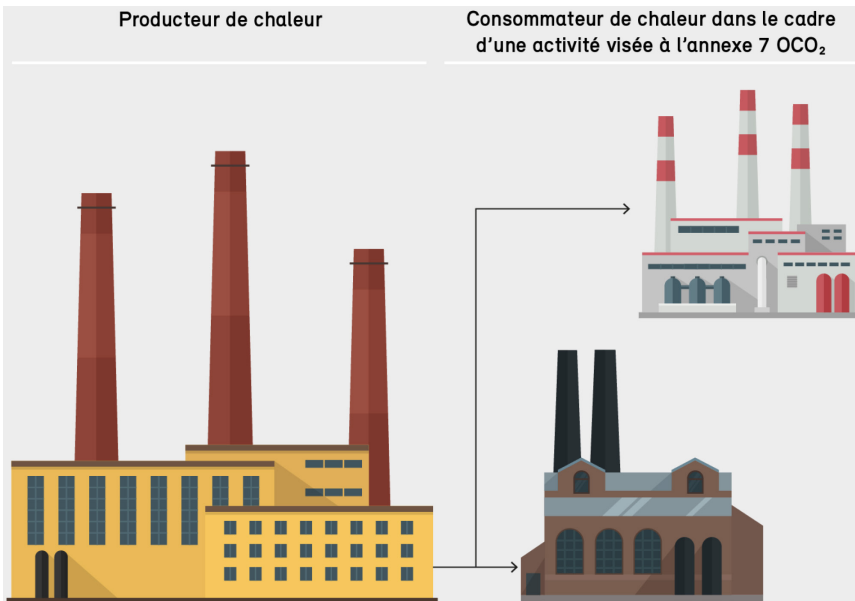 Producteur de chaleur
Consommateur de chaleur dans le cadre
d'une activité visée à l'annexe 7 OCO₂